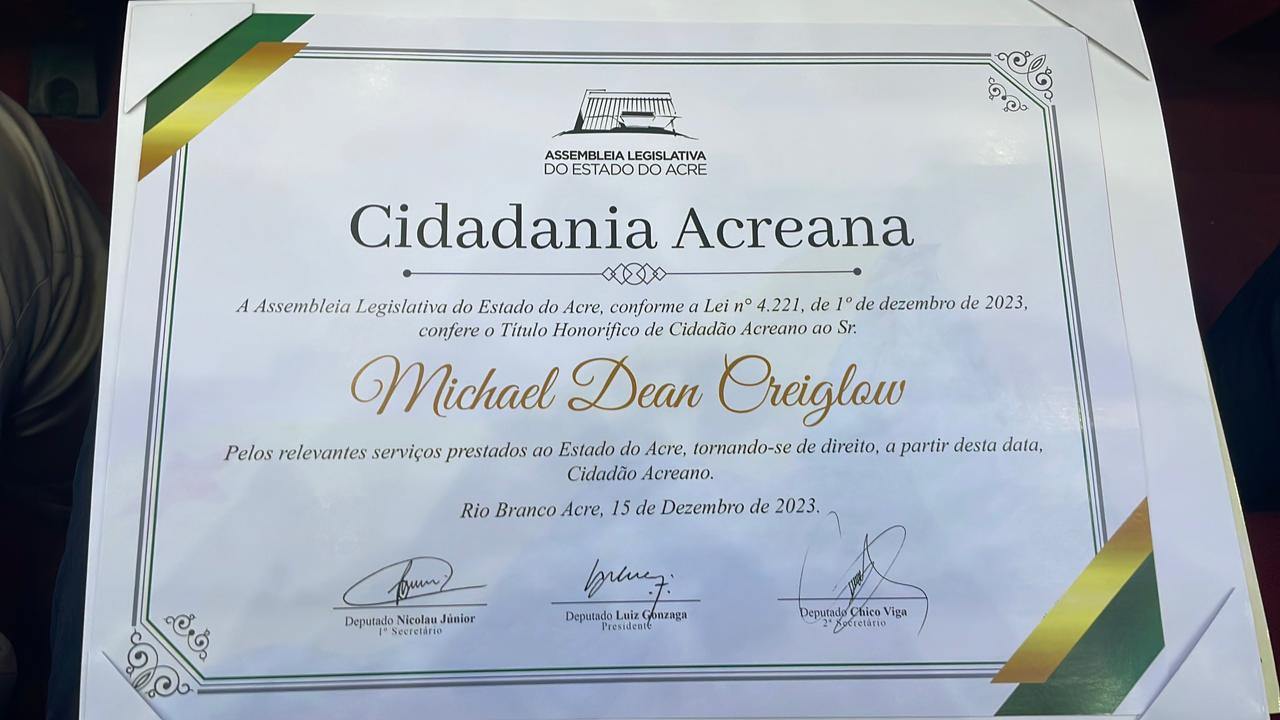 ASSEMBLEIA LEGISLATIVA
DO ESTADO DO ACRE
Cidadania Acreana
A Assembleia Legislativa do Estado do Acre, conforme a Lei n° 4.221, de 1º de dezembro de 2023,
confere o Título Honorífico de Cidadão Acreano ao Sr.
Michael Dean Creiglow
Pelos relevantes serviços prestados ao Estado do Acre, tornando-se de direito, a partir desta data,
Cidadão Acreano.
Rio Branco Acre, 15 de Dezembro de 2023.
Deputado Nicolau Júnior
1º Secretário
Deputado Luiz Gonzaga
Presidente
Deputado Chico Viga
2º Secretário